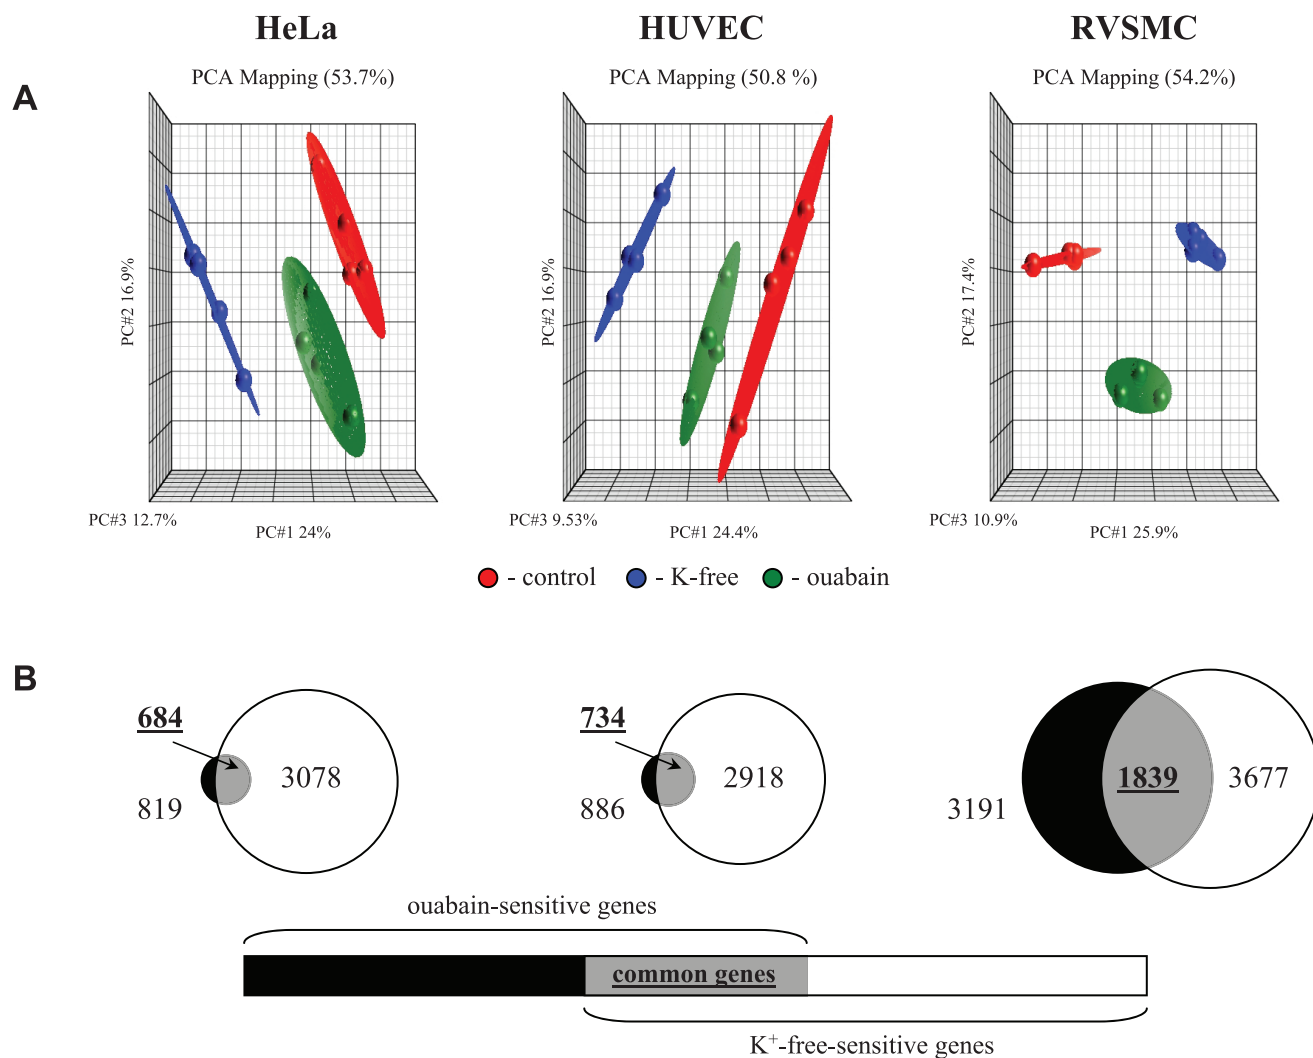 HeLa
HUVEC
RVSMC
PCA Mapping (53.7%)
PCA Mapping (50.8 %)
PCA Mapping (54.2%)
A
PC#2 16.9%
PC#2 16.9%
PC#2 17.4%
PC#3 12.7%
PC#1 24%
PC#3 9.53%
PC#1 24.4%
PC#3 10.9%
PC#1 25.9%
- control
- K-free
- ouabain
B
684
3078
819
734
2918
886
1839
3677
3191
ouabain-sensitive genes
common genes
K+-free-sensitive genes